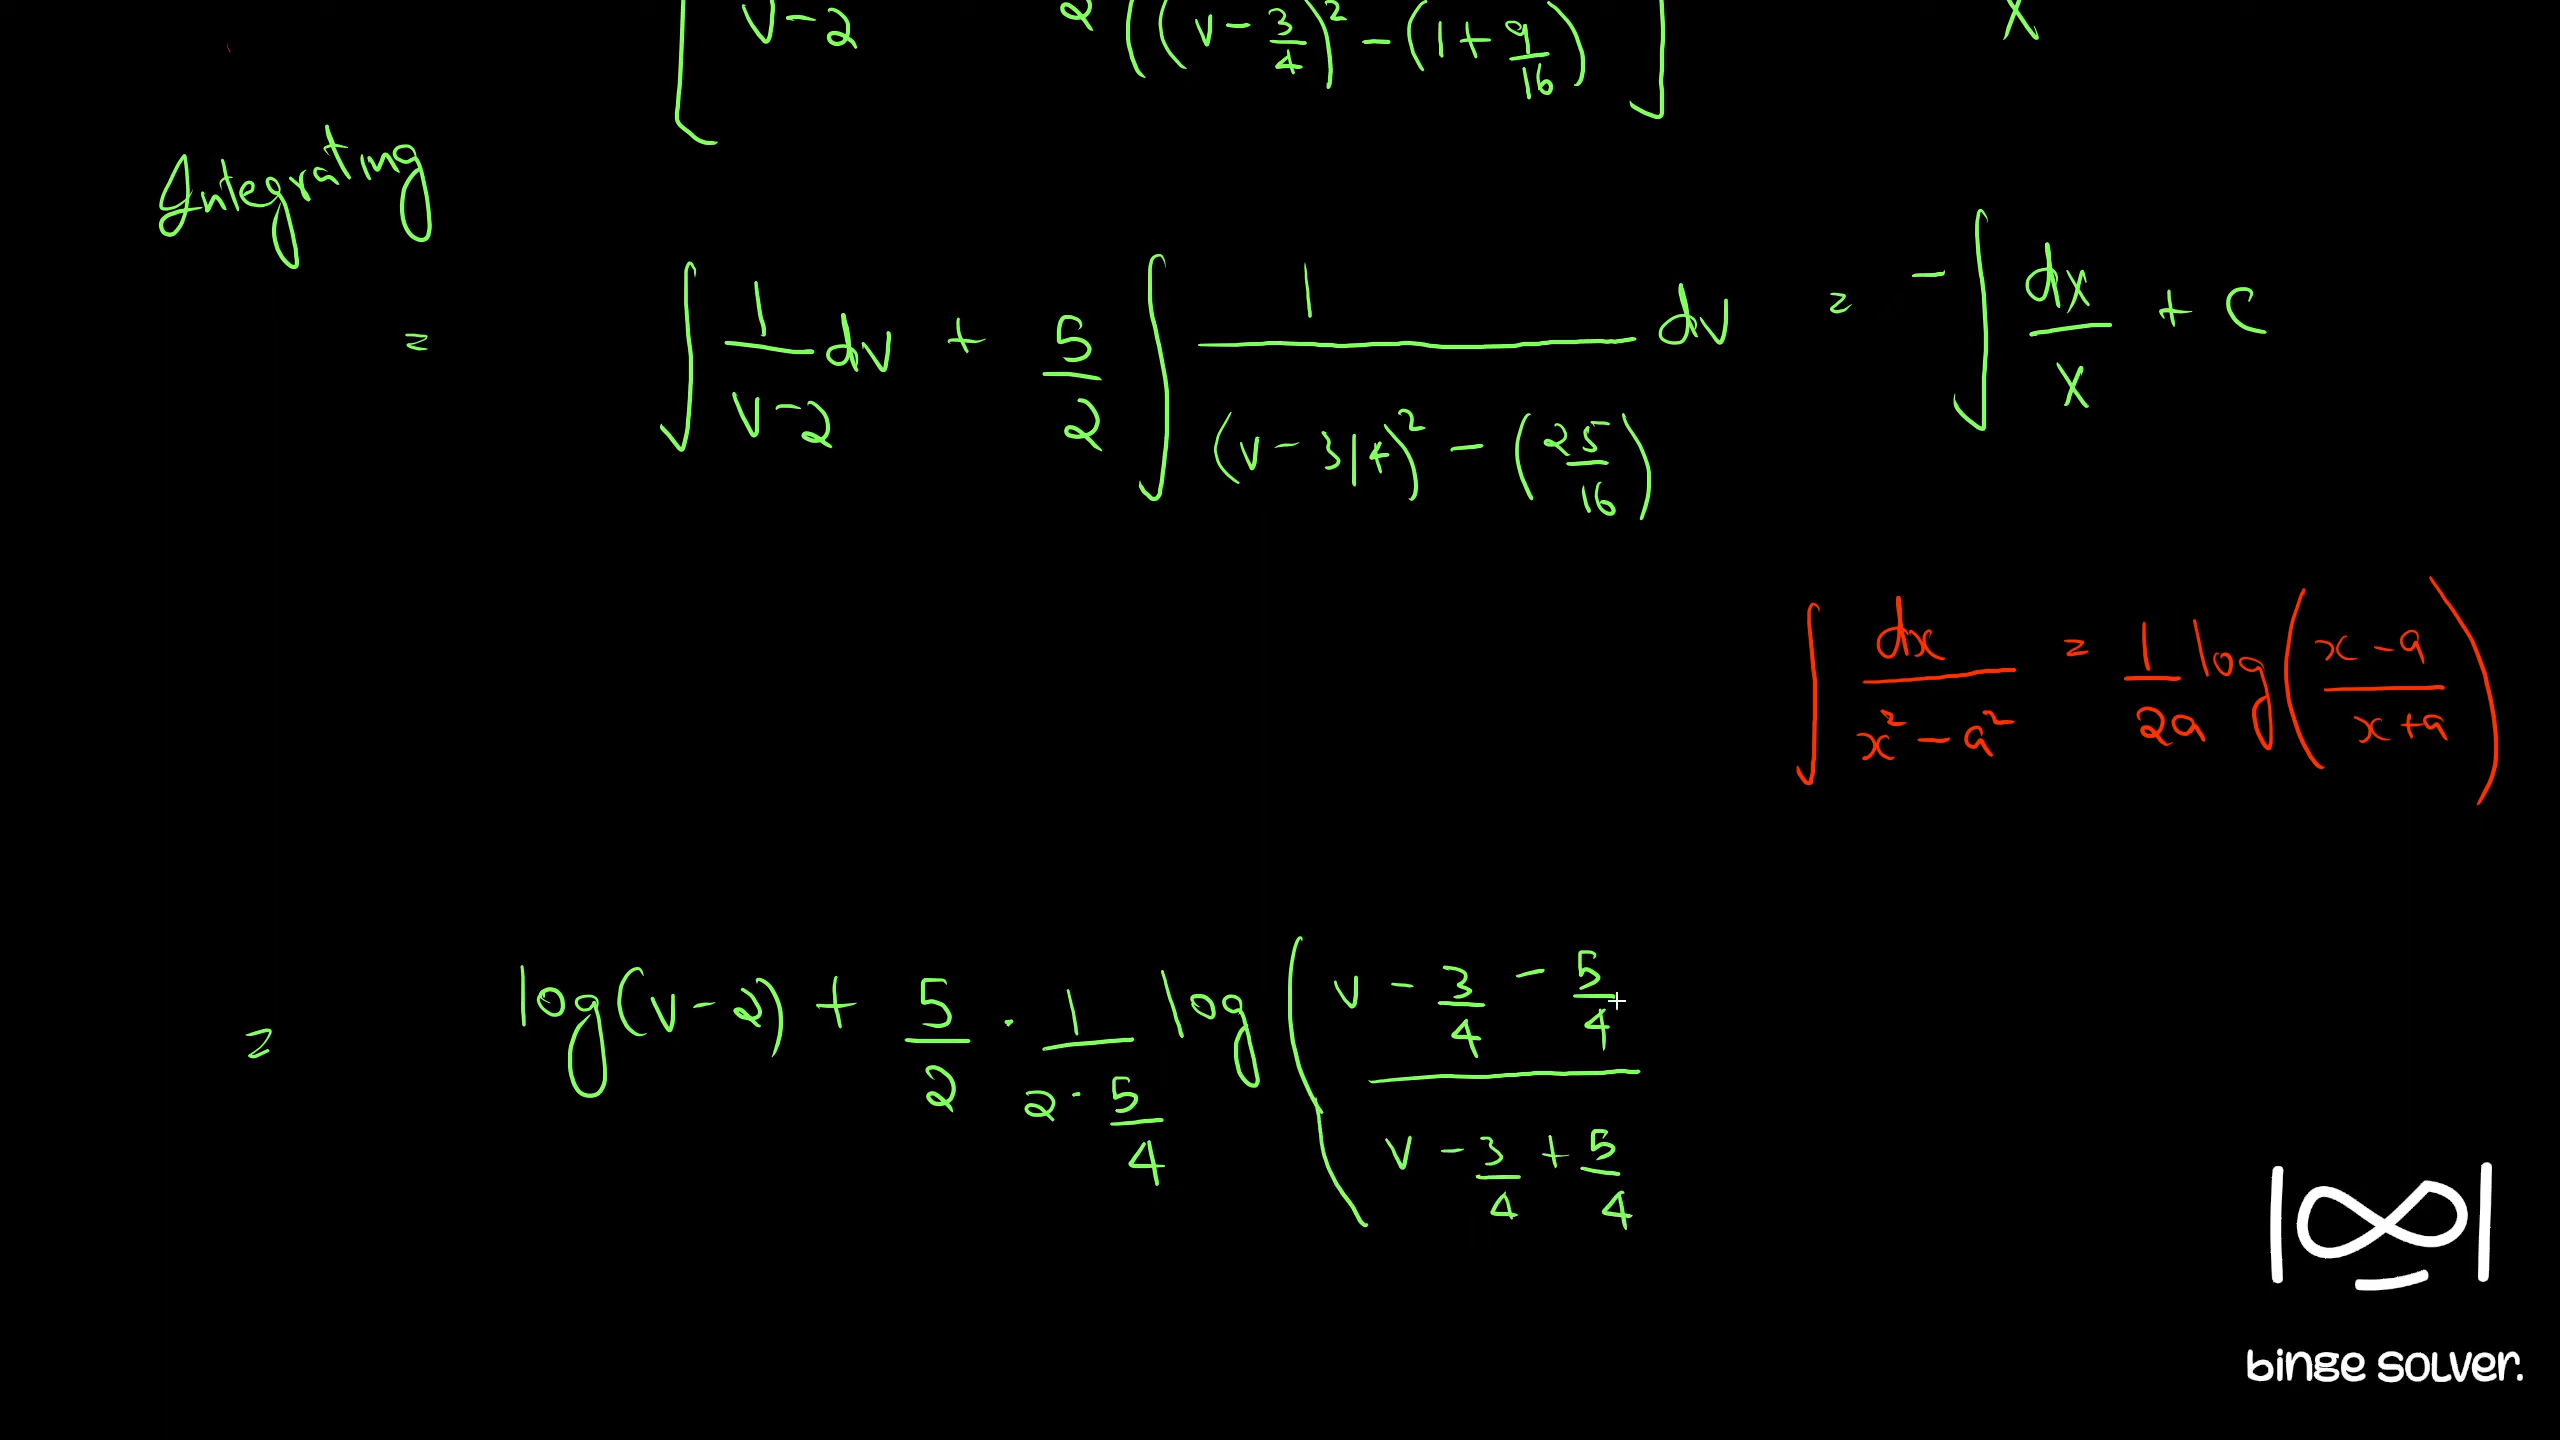 [ v-2   2 ((v - 3/4)² - (1 + 9/16) ]   x
Integrating
= ∫ 1/(v-2) dv + 5/2 ∫ 1/((v - 3/4)² - (25/16)) dv = -∫ dx/x + C
∫ dx/(x² - a²) = 1/2a log((x-a)/(x+a))
= log(v-2) + 5/2 · 1/(2 · 5/4) log( (v - 3/4 - 5/4)/(v - 3/4 + 5/4)
binge solver.